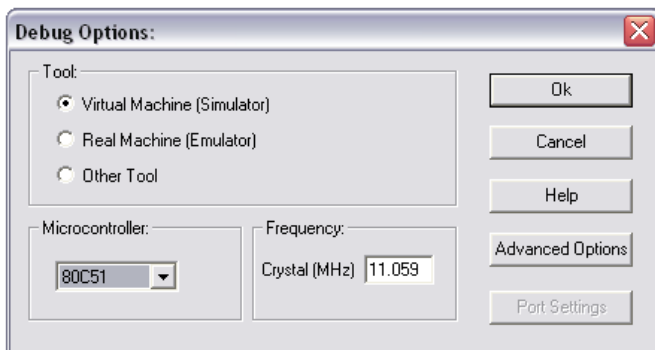 Debug Options:
Tool:
Virtual Machine (Simulator)
Real Machine (Emulator)
Other Tool
Microcontroller:
80C51
Frequency:
Crystal (MHz) 11.059
Ok
Cancel
Help
Advanced Options
Port Settings